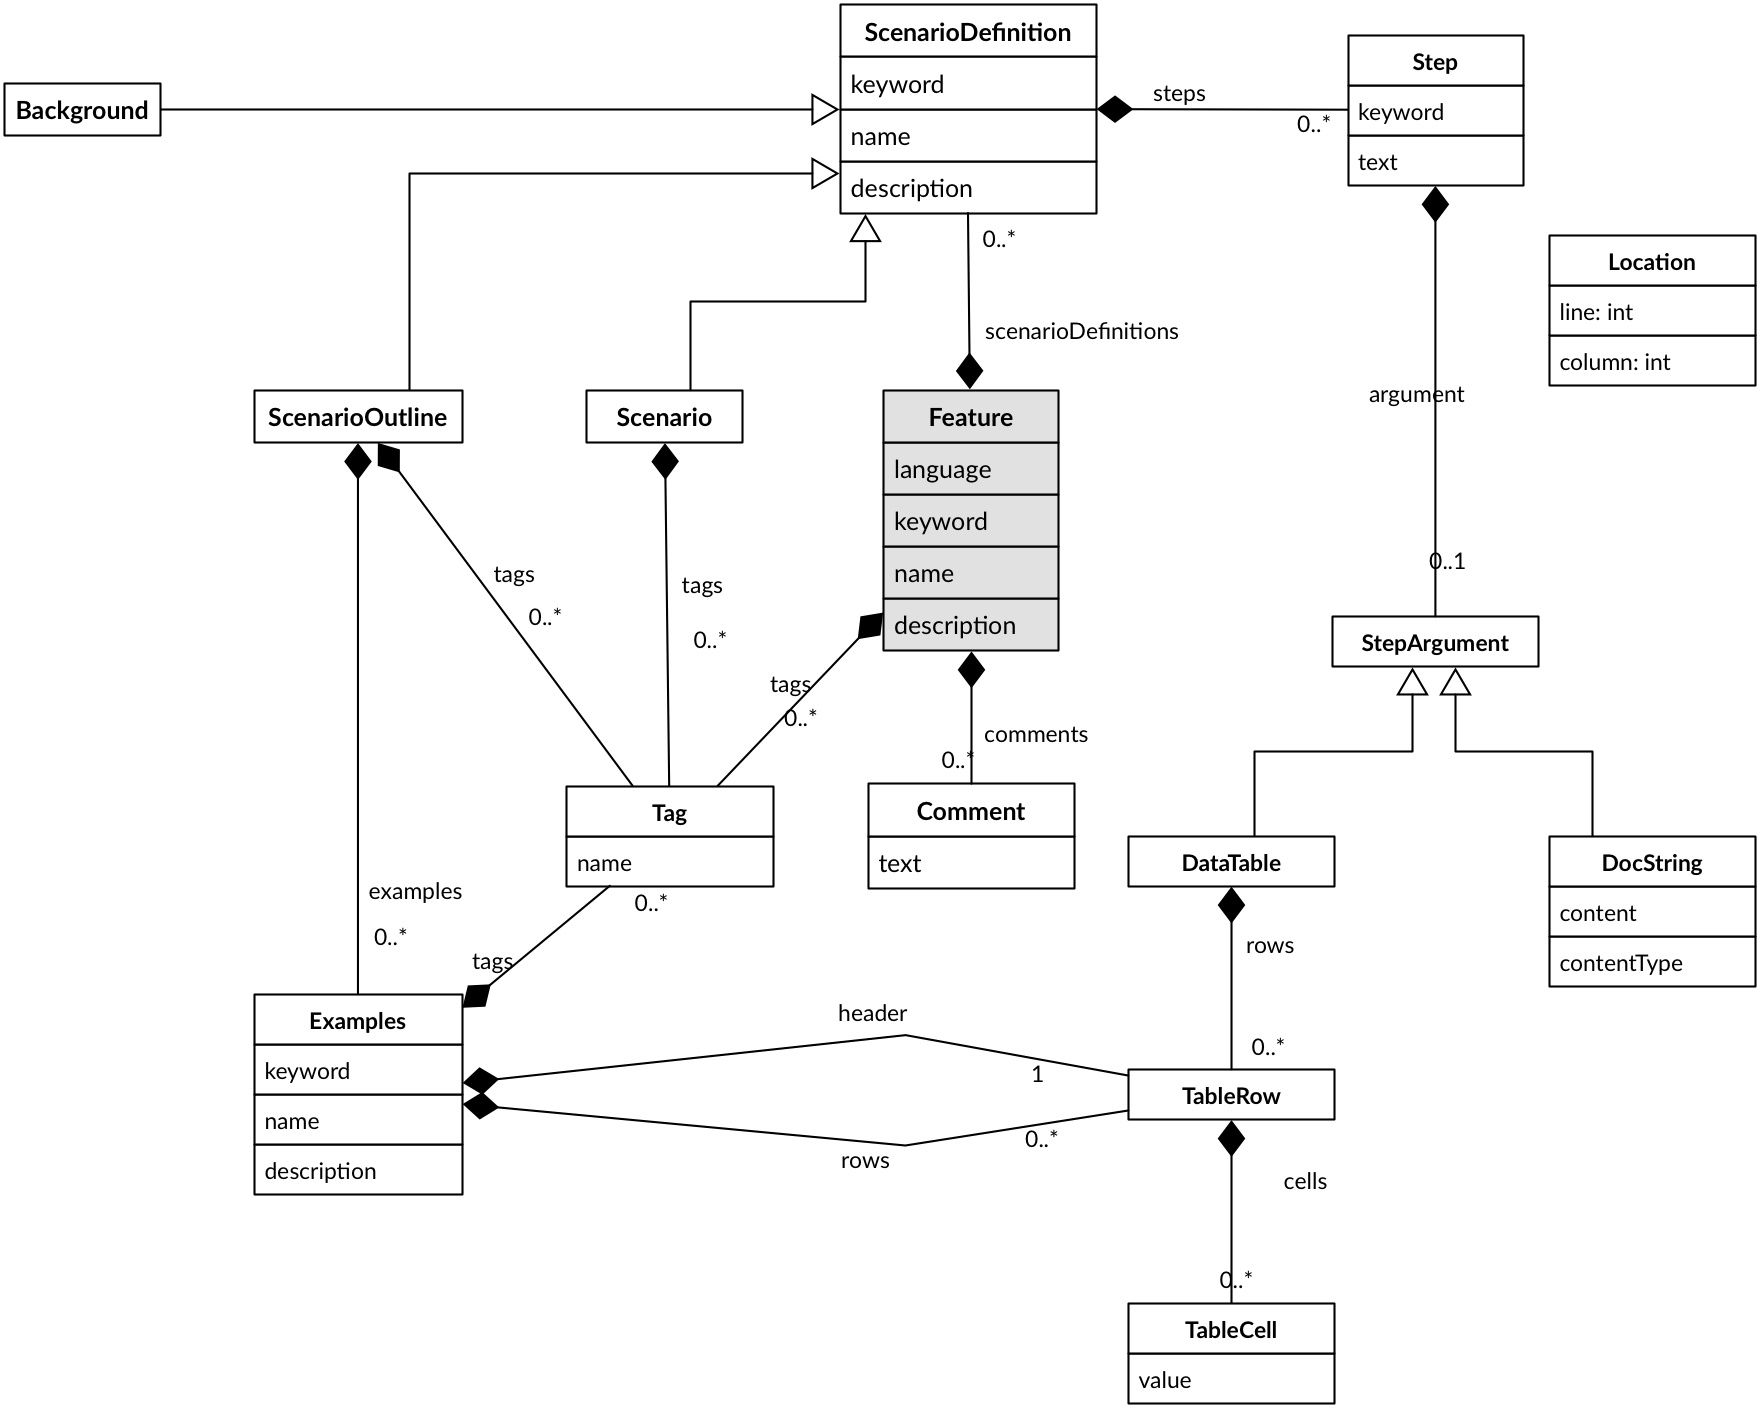 ScenarioDefinition
keyword
name
description
Background
steps
0..*
Step
keyword
text
Location
line: int
column: int
0..*
scenarioDefinitions
argument
0..1
ScenarioOutline
Scenario
Feature
language
keyword
name
description
tags
0..*
tags
0..*
tags
0..*
comments
0..*
StepArgument
Tag
name
0..*
Comment
text
DataTable
DocString
content
contentType
examples
0..*
tags
rows
0..*
Examples
keyword
name
description
header
1
rows
0..*
TableRow
cells
0..*
TableCell
value